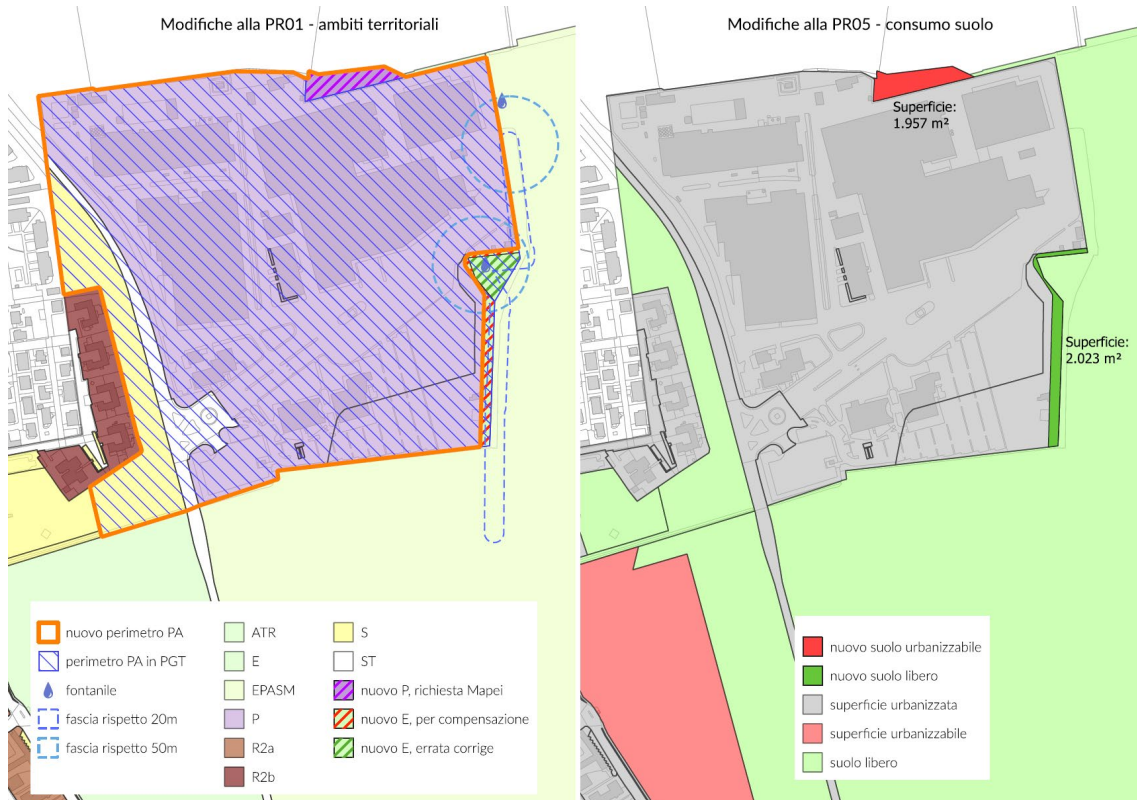 Modifiche alla PR01 - ambiti territoriali
nuovo perimetro PA
perimetro PA in PGT
fontanile
fascia rispetto 20m
fascia rispetto 50m
ATR
E
EPASM
P
R2a
R2b
S
ST
nuovo P, richiesta Mapei
nuovo E, per compensazione
nuovo E, errata corrige
Modifiche alla PR05 - consumo suolo
Superficie:
1.957 m²
Superficie:
2.023 m²
nuovo suolo urbanizzabile
nuovo suolo libero
superficie urbanizzata
superficie urbanizzabile
suolo libero